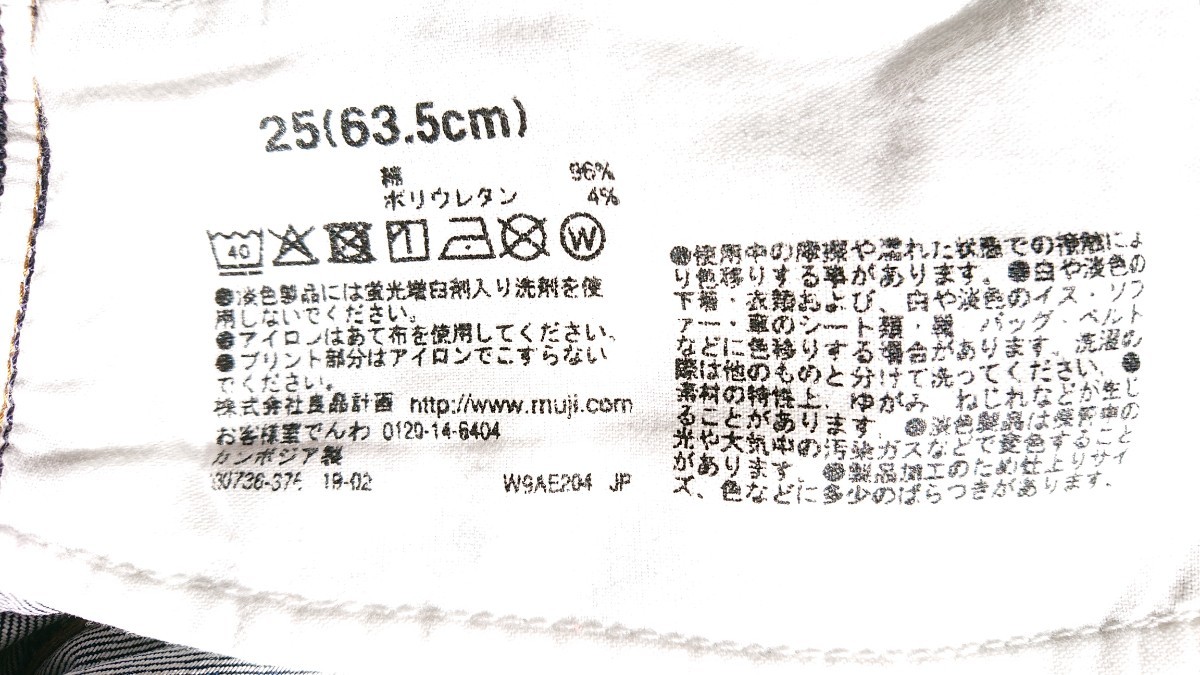 25(63.5cm)
綿 96%
ポリウレタン 4%
40
W
●淡色製品には蛍光増白剤入り洗剤を使
用しないでください。
●アイロンはあて布を使用してください。
●プリント部分はアイロンでこすらない
でください。
株式会社良品計画 http://www.muji.com
お客様室でんわ 0120-14-6404
カンボジア製
19-02 W9AE204 JP
●使用中の摩擦や濡れた状態での接触によ
り色移りする事があります。●白や淡色の
下着・衣類および、白や淡色のイス・ソフ
ァー・車のシート類・靴、バッグ・ベルト
などに色移りする場合があります。洗濯の
際は他のものと分けて洗ってください。●
素材の特性上、ゆがみ、ねじれなどが生じ
ることがあります。●淡色製品は保管中の
光や大気中の汚染ガスなどで変色すること
があります。●製品加工のため仕上りサイ
ズ、色などに多少のばらつきがあります。